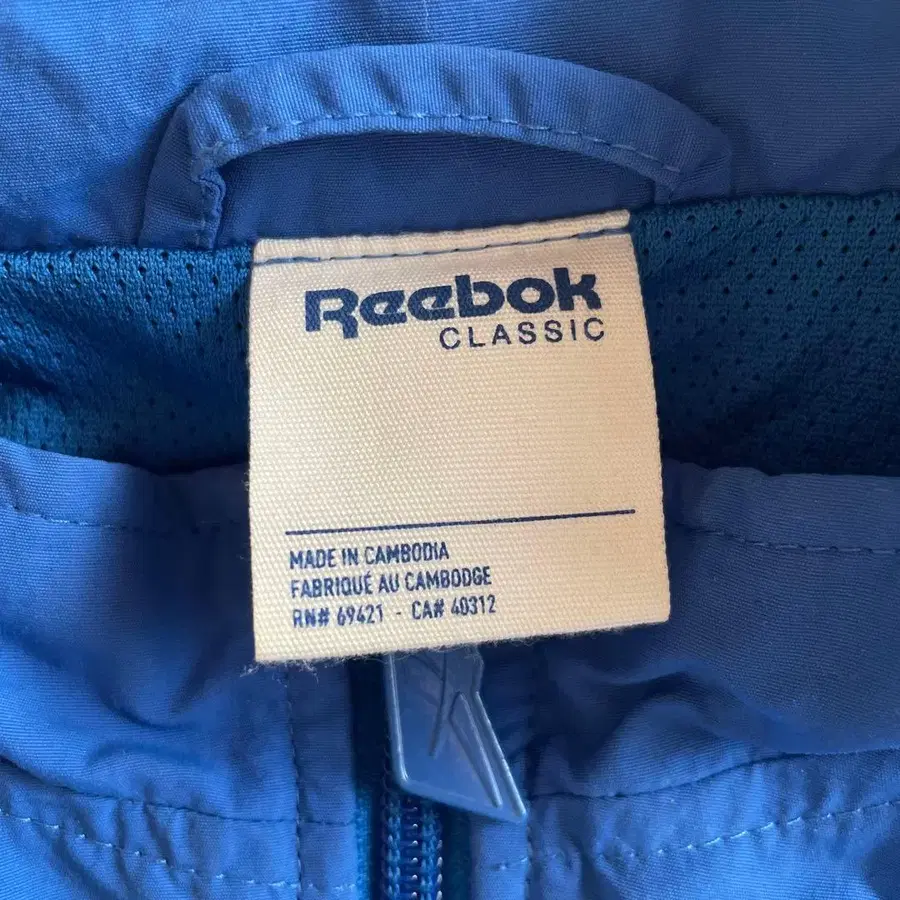 Reebok
CLASSIC
MADE IN CAMBODIA
FABRIQUÉ AU CAMBODGE
RN# 69421 - CA# 40312